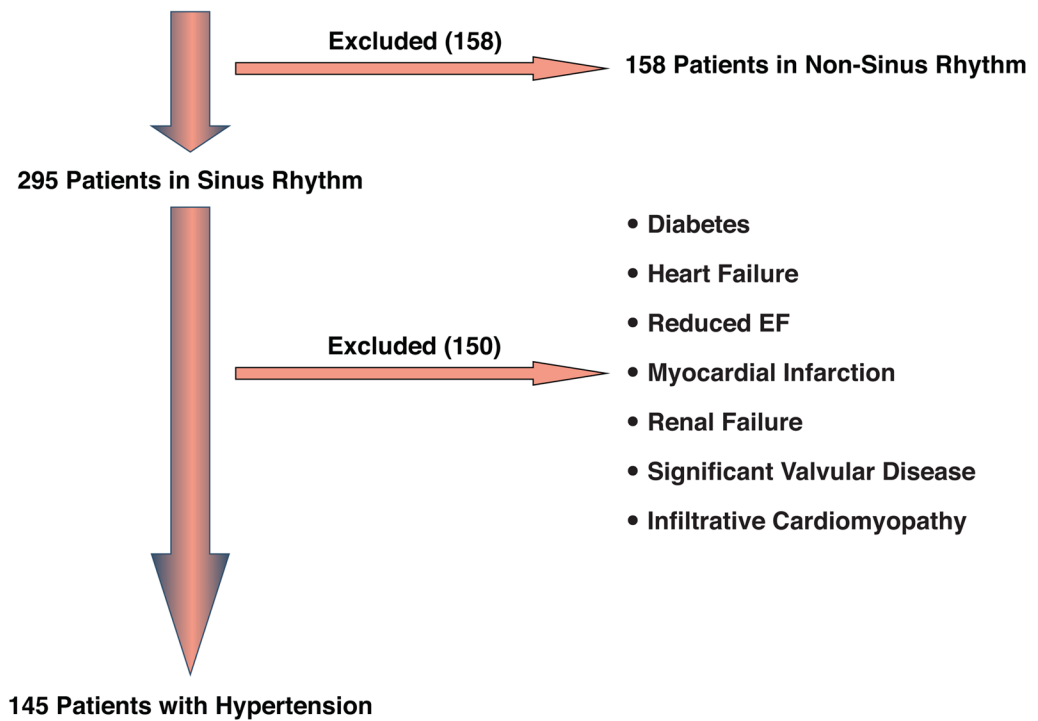 Excluded (158)
158 Patients in Non-Sinus Rhythm
295 Patients in Sinus Rhythm
Excluded (150)
• Diabetes
• Heart Failure
• Reduced EF
• Myocardial Infarction
• Renal Failure
• Significant Valvular Disease
• Infiltrative Cardiomyopathy
145 Patients with Hypertension